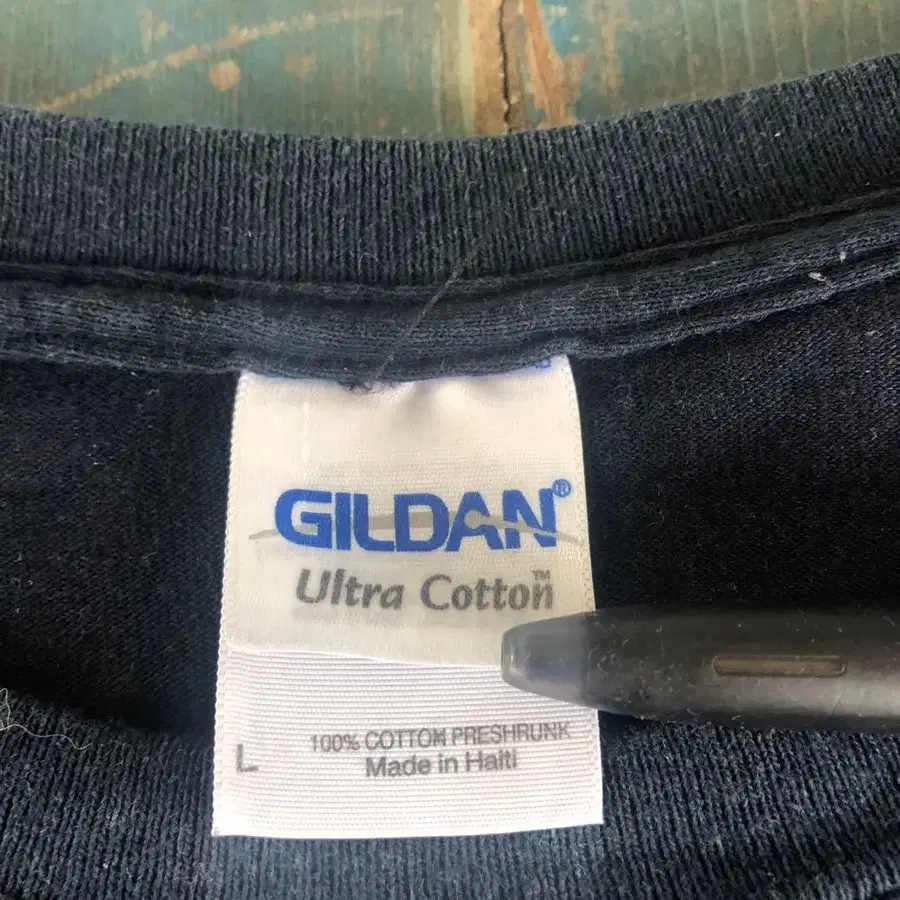 GILDAN®
Ultra Cotton™
L
100% COTTON PRESHRUNK
Made in Haiti